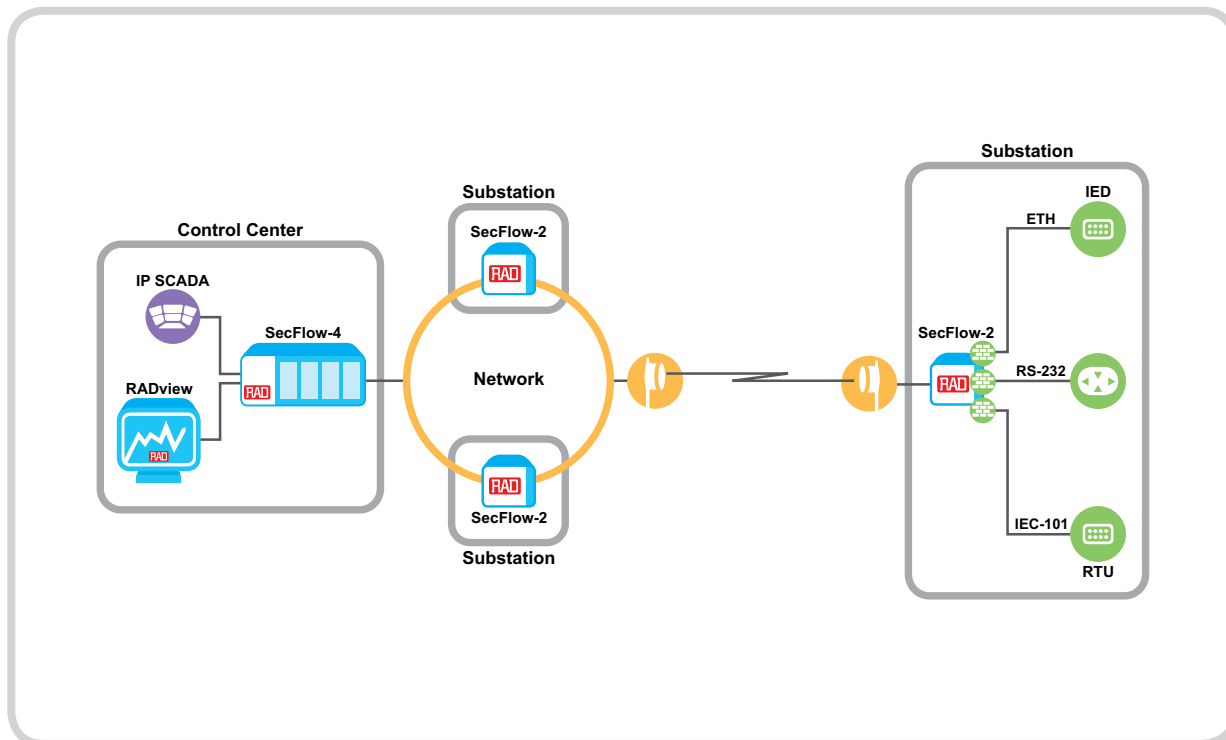 Control Center
IP SCADA
SecFlow-4
RAD
RADview
RAD
Substation
SecFlow-2
RAD
Network
RAD
SecFlow-2
Substation
Substation
IED
ETH
SecFlow-2
RAD
RS-232
IEC-101
RTU